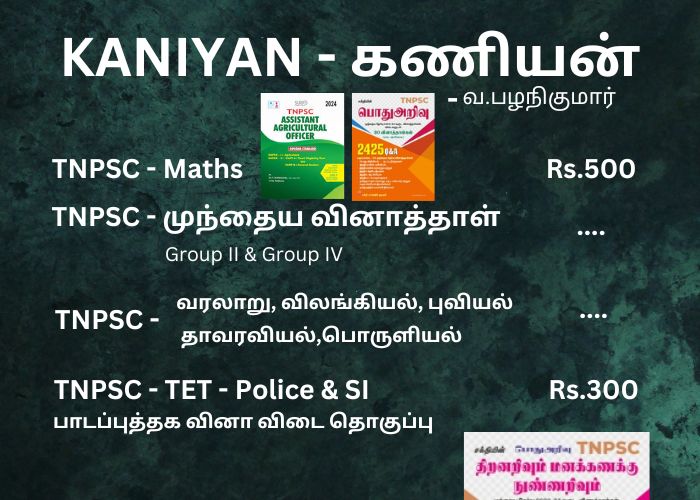 KANIYAN - கணியன்
- வ.பழநிகுமார்
2024
TNPSC
ASSISTANT
AGRICULTURAL
OFFICER
TNPSC
பொதுஅறிவு
2425 Q&A
TNPSC - Maths Rs.500
TNPSC - முந்தைய வினாத்தாள் ....
Group II & Group IV
TNPSC - வரலாறு, விலங்கியல், புவியல் ....
தாவரவியல்,பொருளியல்
TNPSC - TET - Police & SI Rs.300
பாடப்புத்தக வினா விடை தொகுப்பு
சக்தியின் பொதுஅறிவு TNPSC
திறனறிவும் மனக்கணக்கு
நுண்ணறிவும்